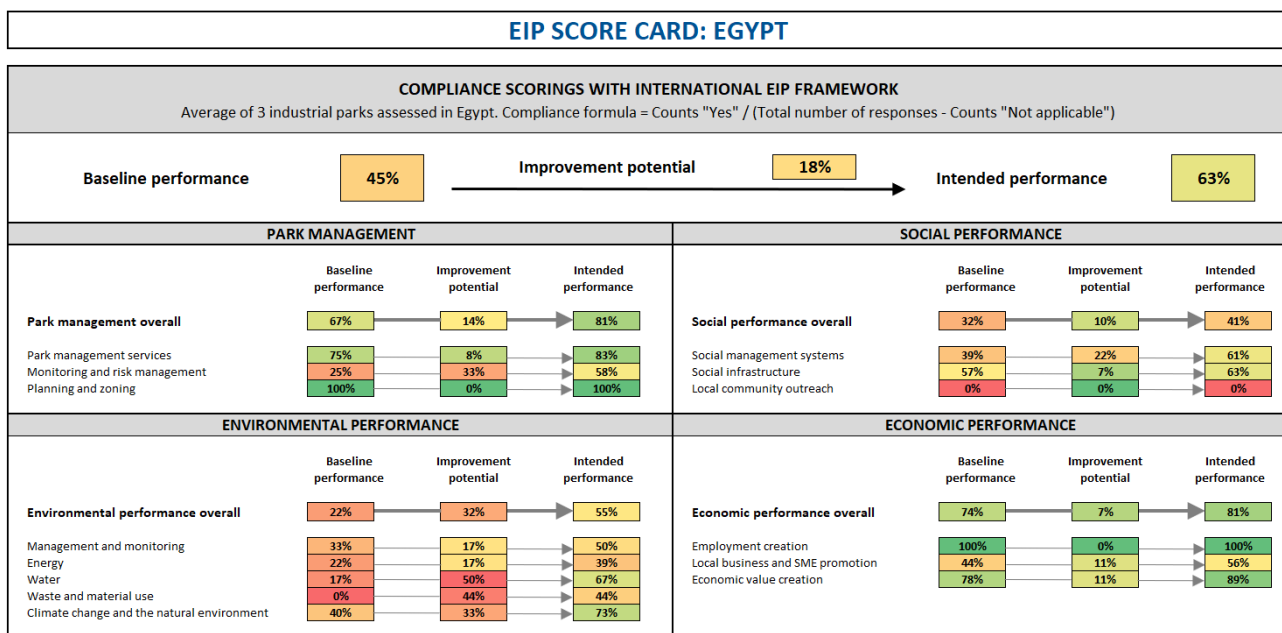 EIP SCORE CARD: EGYPT
COMPLIANCE SCORINGS WITH INTERNATIONAL EIP FRAMEWORK
Average of 3 industrial parks assessed in Egypt. Compliance formula = Counts "Yes" / (Total number of responses - Counts "Not applicable")
Baseline performance 45% Improvement potential 18% Intended performance 63%
PARK MANAGEMENT
Baseline Improvement Intended
performance potential performance
Park management overall 67% 14% 81%
Park management services 75% 8% 83%
Monitoring and risk management 25% 33% 58%
Planning and zoning 100% 0% 100%
SOCIAL PERFORMANCE
Baseline Improvement Intended
performance potential performance
Social performance overall 32% 10% 41%
Social management systems 39% 22% 61%
Social infrastructure 57% 7% 63%
Local community outreach 0% 0% 0%
ENVIRONMENTAL PERFORMANCE
Baseline Improvement Intended
performance potential performance
Environmental performance overall 22% 32% 55%
Management and monitoring 33% 17% 50%
Energy 22% 17% 39%
Water 17% 50% 67%
Waste and material use 0% 44% 44%
Climate change and the natural environment 40% 33% 73%
ECONOMIC PERFORMANCE
Baseline Improvement Intended
performance potential performance
Economic performance overall 74% 7% 81%
Employment creation 100% 0% 100%
Local business and SME promotion 44% 11% 56%
Economic value creation 78% 11% 89%